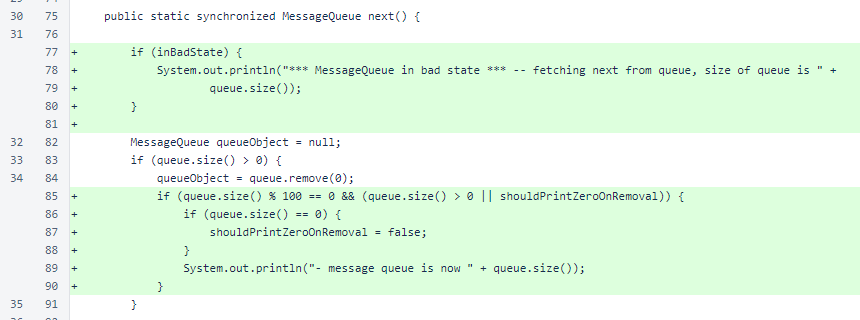 30 75 public static synchronized MessageQueue next() {
31 76
77 + if (inBadState) {
78 + System.out.println("*** MessageQueue in bad state *** -- fetching next from queue, size of queue is " +
79 + queue.size());
80 + }
81 +
32 82 MessageQueue queueObject = null;
33 83 if (queue.size() > 0) {
34 84 queueObject = queue.remove(0);
85 + if (queue.size() % 100 == 0 && (queue.size() > 0 || shouldPrintZeroOnRemoval)) {
86 + if (queue.size() == 0) {
87 + shouldPrintZeroOnRemoval = false;
88 + }
89 + System.out.println("- message queue is now " + queue.size());
90 + }
35 91 }